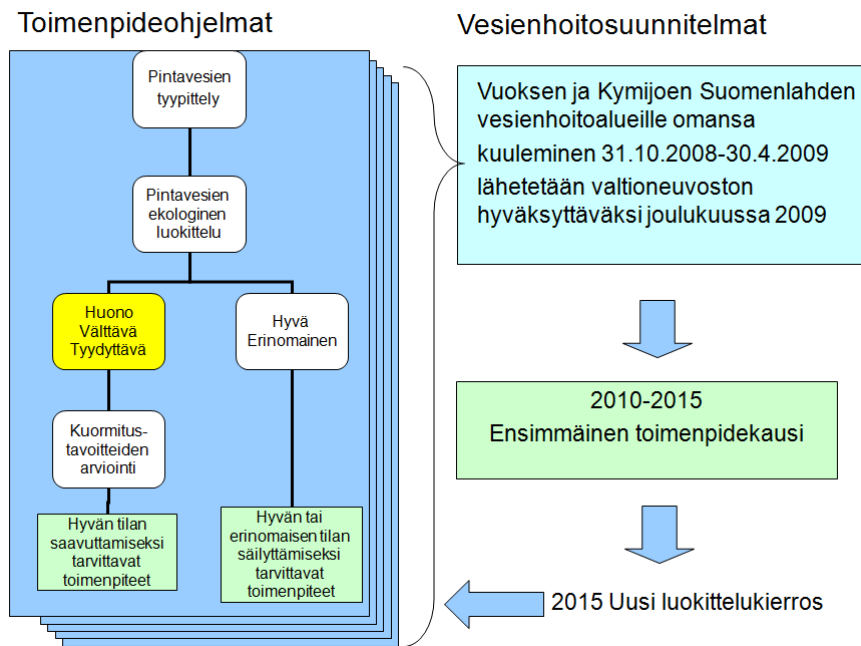 Toimenpideohjelmat
Pintavesien
tyypittely
Pintavesien
ekologinen
luokittelu
Huono
Välttävä
Tyydyttävä
Hyvä
Erinomainen
Kuormitus-
tavoitteiden
arviointi
Hyvän tilan
saavuttamiseksi
tarvittavat
toimenpiteet
Hyvän tai
erinomaisen tilan
säilyttämiseksi
tarvittavat
toimenpiteet
Vesienhoitosuunnitelmat
Vuoksen ja Kymijoen Suomenlahden
vesienhoitoalueille omansa
kuuleminen 31.10.2008-30.4.2009
lähetetään valtioneuvoston
hyväksyttäväksi joulukuussa 2009
2010-2015
Ensimmäinen toimenpidekausi
2015 Uusi luokittelukierros